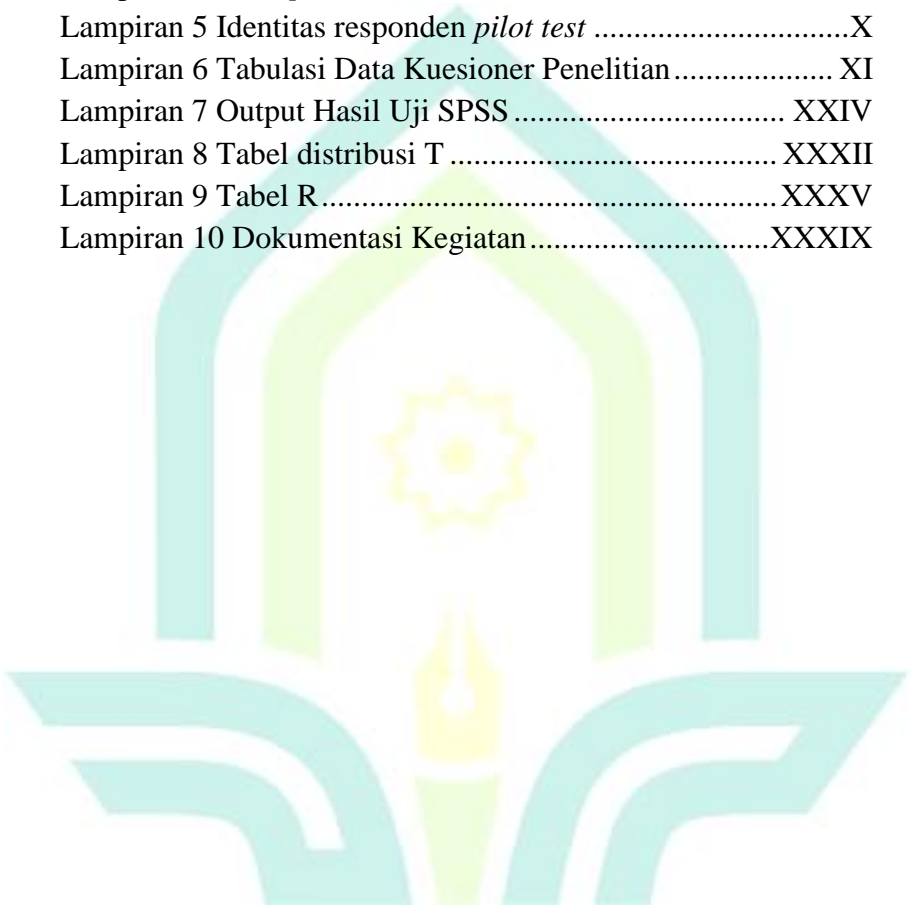 Lampiran 5 Identitas responden pilot test ............................X
Lampiran 6 Tabulasi Data Kuesioner Penelitian .................. XI
Lampiran 7 Output Hasil Uji SPSS .............................. XXIV
Lampiran 8 Tabel distribusi T .................................... XXXII
Lampiran 9 Tabel R .................................................. XXXV
Lampiran 10 Dokumentasi Kegiatan ..........................XXXIX